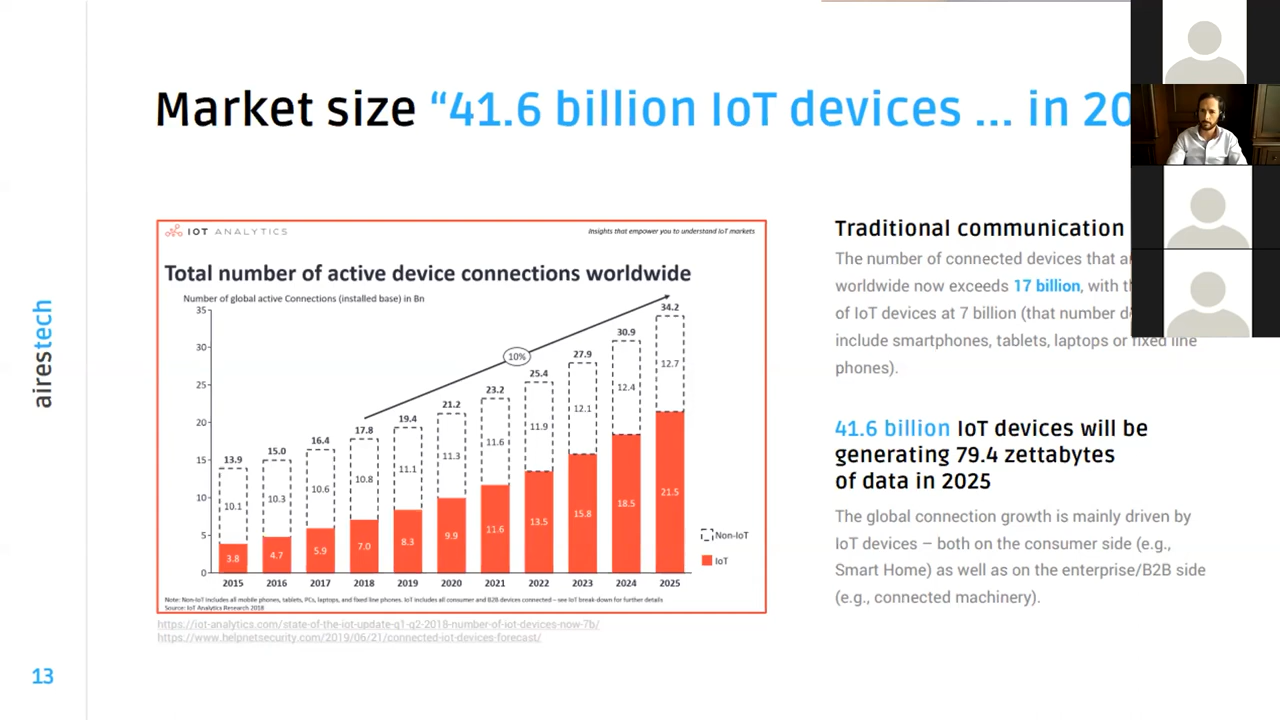 Market size “41.6 billion IoT devices ... in 20
airestech
IOT ANALYTICS
Insights that empower you to understand IoT markets
Total number of active device connections worldwide
Number of global active Connections (installed base) in Bn
35
30
25
20
15
10
5
0
10%
13.9 15.0 16.4 17.8 19.4 21.2 23.2 25.4 27.9 30.9 34.2
10.1 10.3 10.6 10.8 11.1 11.3 11.6 11.9 12.1 12.4 12.7
3.8 4.7 5.9 7.0 8.3 9.9 11.6 13.5 15.8 18.5 21.5
2015 2016 2017 2018 2019 2020 2021 2022 2023 2024 2025
Non-IoT
IoT
Note: Non-IoT includes all mobile phones, tablets, PCs, laptops, and fixed line phones. IoT includes all consumer and B2B devices connected – see IoT break-down for further details
Source: IoT Analytics Research 2018
https://iot-analytics.com/state-of-the-iot-update-q1-q2-2018-number-of-iot-devices-now-7b/
https://www.helpnetsecurity.com/2019/06/21/connected-iot-devices-forecast/
Traditional communication
The number of connected devices that
worldwide now exceeds 17 billion, with
of IoT devices at 7 billion (that number
include smartphones, tablets, laptops or fixed line
phones).
41.6 billion IoT devices will be
generating 79.4 zettabytes
of data in 2025
The global connection growth is mainly driven by
IoT devices – both on the consumer side (e.g.,
Smart Home) as well as on the enterprise/B2B side
(e.g., connected machinery).
13